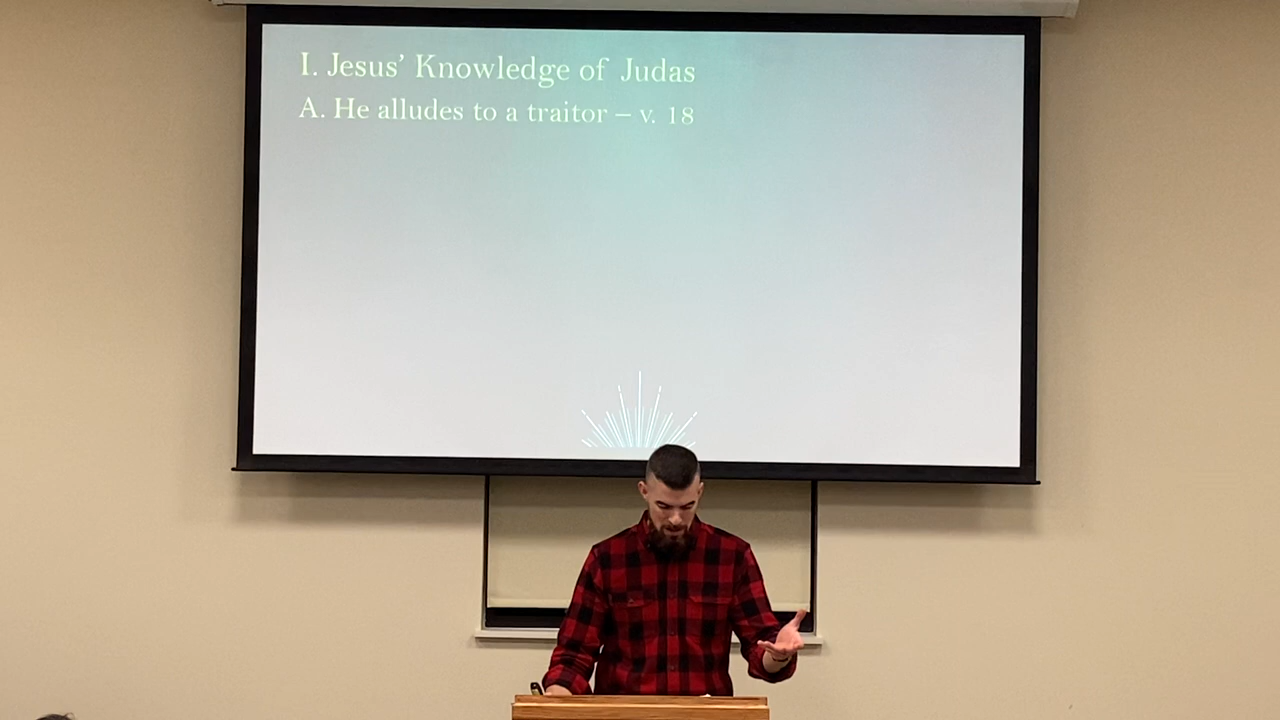 I. Jesus’ Knowledge of Judas
A. He alludes to a traitor – v. 18